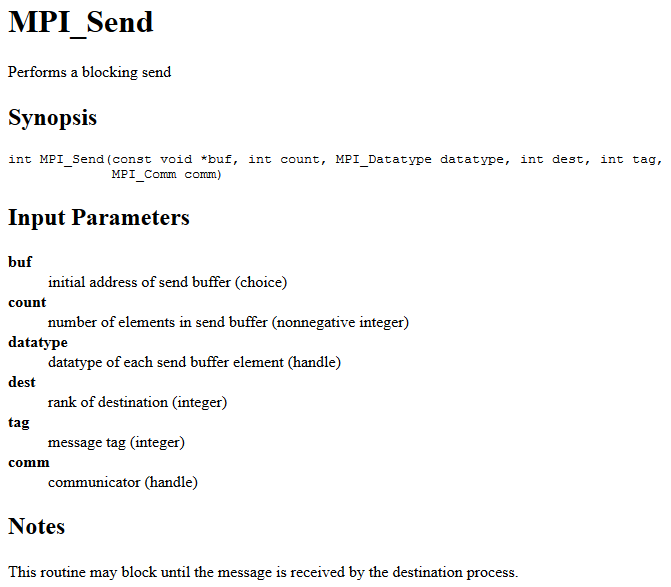 MPI_Send
Performs a blocking send
Synopsis
int MPI_Send(const void *buf, int count, MPI_Datatype datatype, int dest, int tag,
MPI_Comm comm)
Input Parameters
buf
initial address of send buffer (choice)
count
number of elements in send buffer (nonnegative integer)
datatype
datatype of each send buffer element (handle)
dest
rank of destination (integer)
tag
message tag (integer)
comm
communicator (handle)
Notes
This routine may block until the message is received by the destination process.